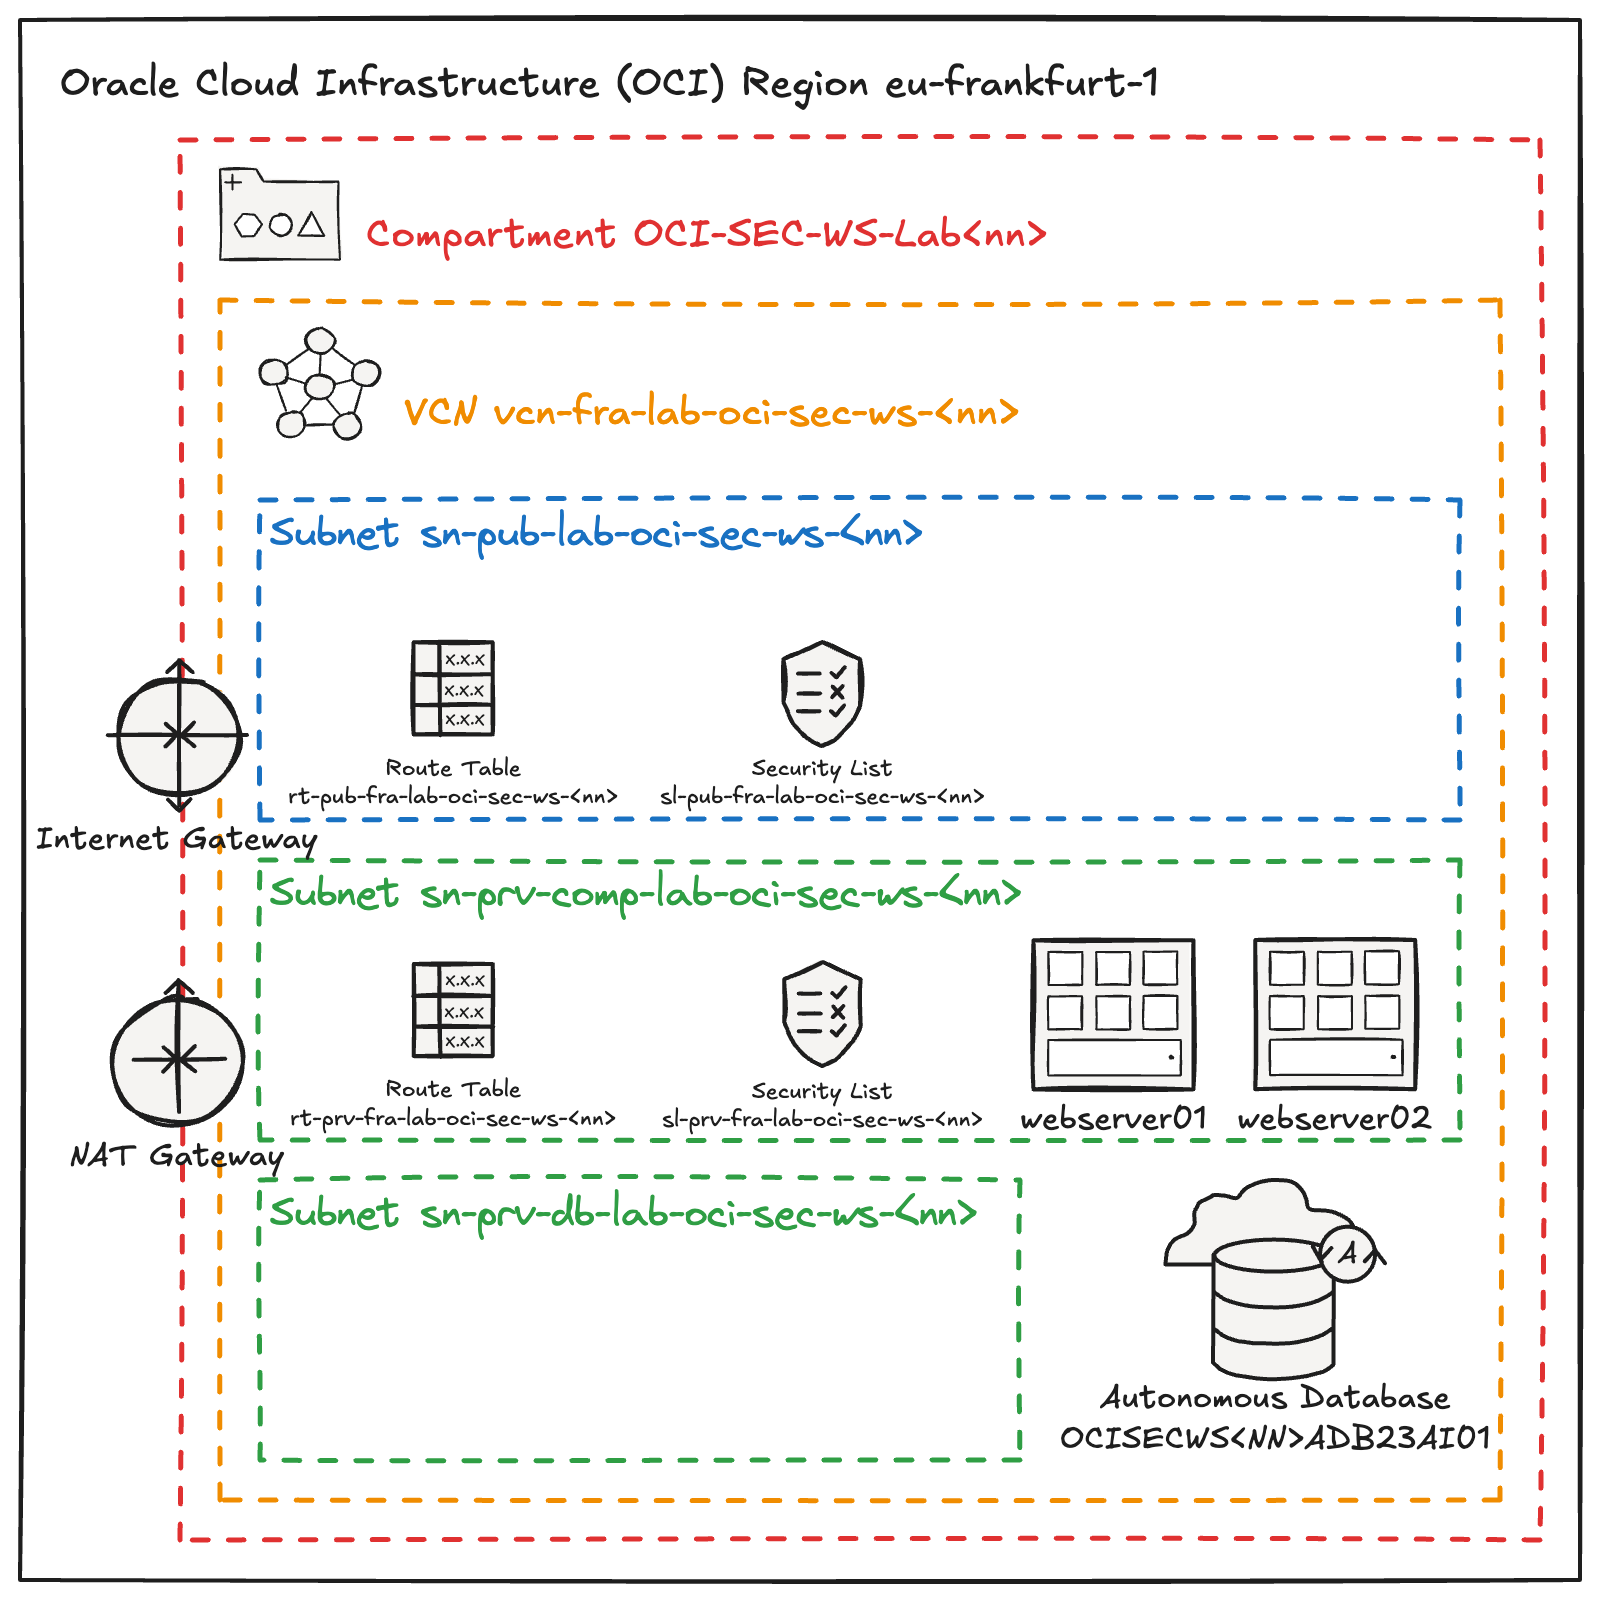 Oracle Cloud Infrastructure (OCI) Region eu-frankfurt-1
Compartment OCI-SEC-WS-Lab<nn>
VCN vcn-fra-lab-oci-sec-ws-<nn>
Subnet sn-pub-lab-oci-sec-ws-<nn>
x.x.x
x.x.x
x.x.x
Route Table
rt-pub-fra-lab-oci-sec-ws-<nn>
Security List
sl-pub-fra-lab-oci-sec-ws-<nn>
Internet Gateway
Subnet sn-prv-comp-lab-oci-sec-ws-<nn>
x.x.x
x.x.x
x.x.x
Route Table
rt-prv-fra-lab-oci-sec-ws-<nn>
Security List
sl-prv-fra-lab-oci-sec-ws-<nn>
webserver01
webserver02
NAT Gateway
Subnet sn-prv-db-lab-oci-sec-ws-<nn>
A
Autonomous Database
OCISECWS<NN>ADB23AI01